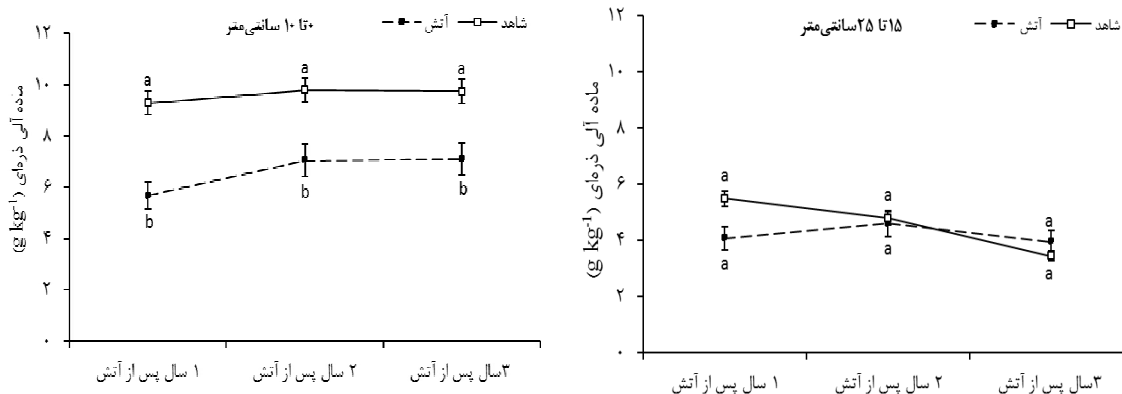 ۰تا ۱۰ سانتی‌متر
آتش
شاهد
ماده آلی ذره‌ای (g kg-1)
۱۲
۱۰
۸
۶
۴
۲
۰
a
a
a
b
b
b
۱ سال پس از آتش
۲ سال پس از آتش
۳سال پس از آتش
۱۵تا ۲۵سانتی‌متر
آتش
شاهد
ماده آلی ذره‌ای (g kg-1)
۱۲
۱۰
۸
۶
۴
۲
۰
a
a
a
a
a
a
۱ سال پس از آتش
۲ سال پس از آتش
۳سال پس از آتش